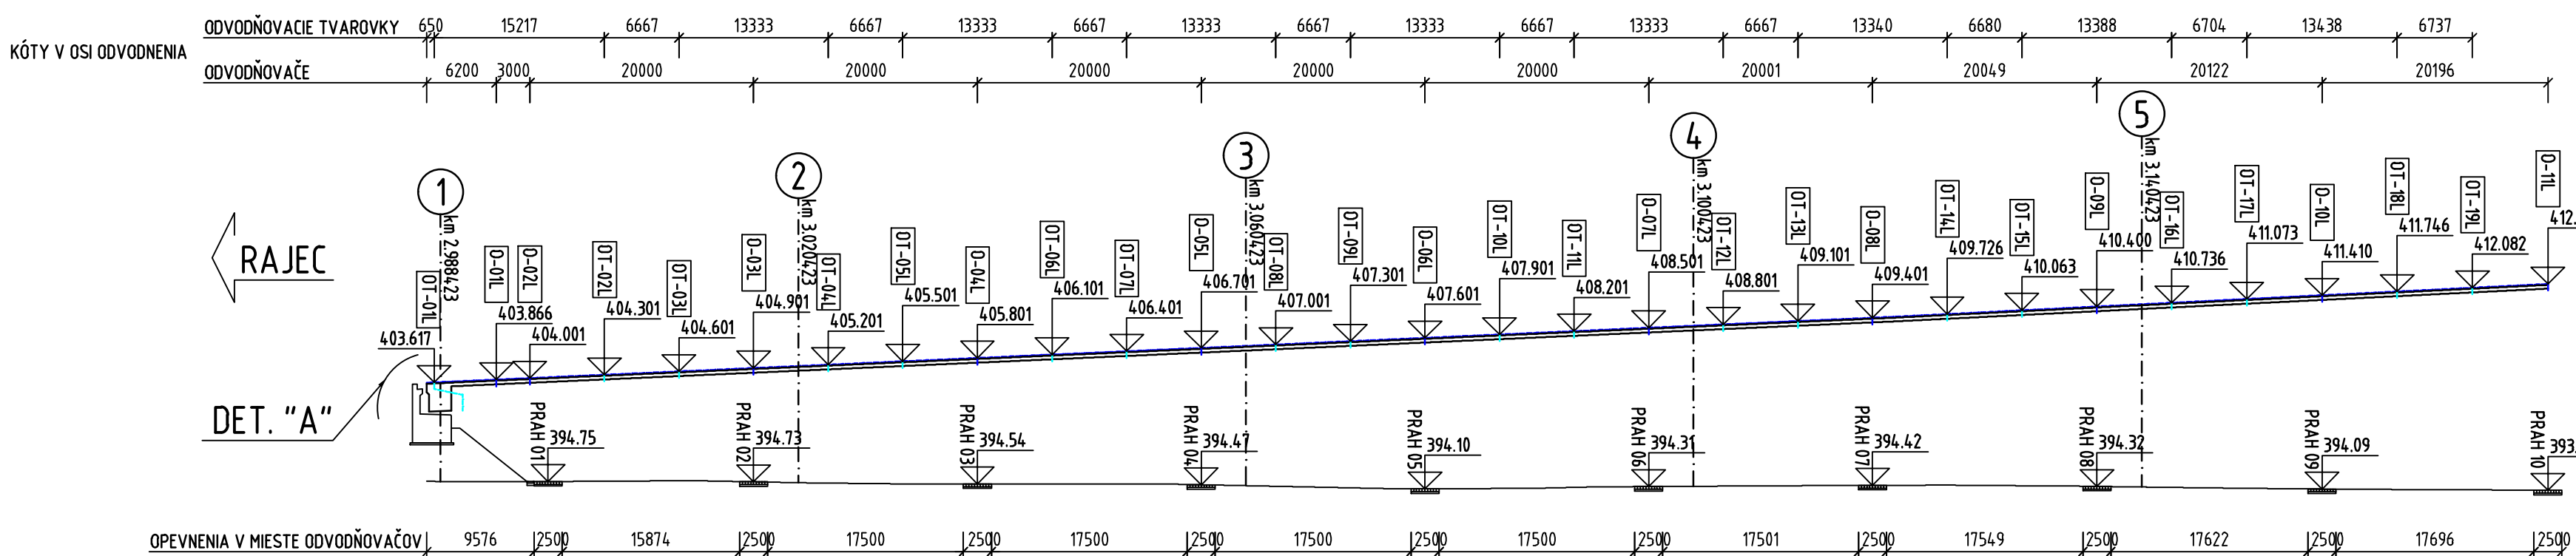 ODVODŇOVACIE TVAROVKY 650 15217 6667 13333 6667 13333 6667 13333 6667 13333 6667 13333 6667 13340 6680 13388 6704 13438 6737
KÓTY V OSI ODVODNENIA
ODVODŇOVAČE 6200 3000 20000 20000 20000 20000 20000 20001 20049 20122 20196
1 2 3 4 5
km 2.988423 km 3.020423 km 3.060423 km 3.100423 km 3.140423
RAJEC
OT-01L O-01L O-02L OT-02L OT-03L O-03L OT-04L OT-05L O-04L OT-06L OT-07L O-05L OT-08L OT-09L O-06L OT-10L OT-11L O-07L OT-12L OT-13L O-08L OT-14L OT-15L O-09L OT-16L OT-17L O-10L OT-18L OT-19L O-11L
403.617 403.866 404.001 404.301 404.601 404.901 405.201 405.501 405.801 406.101 406.401 406.701 407.001 407.301 407.601 407.901 408.201 408.501 408.801 409.101 409.401 409.726 410.063 410.400 410.736 411.073 411.410 411.746 412.082 412.
DET. "A"
PRAH 01 PRAH 02 PRAH 03 PRAH 04 PRAH 05 PRAH 06 PRAH 07 PRAH 08 PRAH 09 PRAH 10
394.75 394.73 394.54 394.47 394.10 394.31 394.42 394.32 394.09 393.
OPEVNENIA V MIESTE ODVODŇOVAČOV 9576 2500 15874 2500 17500 2500 17500 2500 17500 2500 17500 2500 17501 2500 17549 2500 17622 2500 17696 2500